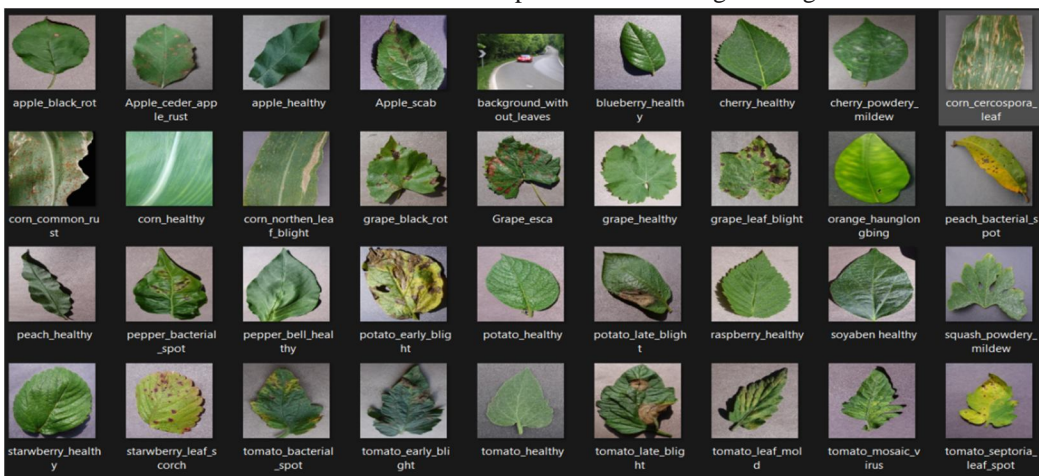 apple_black_rot
Apple_ceder_app
le_rust
apple_healthy
Apple_scab
background_with
out_leaves
blueberry_health
y
cherry_healthy
cherry_powdery_
mildew
corn_cercospora_
leaf
corn_common_ru
st
corn_healthy
corn_northen_lea
f_blight
grape_black_rot
Grape_esca
grape_healthy
grape_leaf_blight
orange_haunglon
gbing
peach_bacterial_s
pot
peach_healthy
pepper_bacterial
_spot
pepper_bell_heal
thy
potato_early_blig
ht
potato_healthy
potato_late_bligh
t
raspberry_healthy
soyaben healthy
squash_powdery_
mildew
starwberry_health
y
starwberry_leaf_s
corch
tomato_bacterial
_spot
tomato_early_bli
ght
tomato_healthy
tomato_late_blig
ht
tomato_leaf_mol
d
tomato_mosaic_v
irus
tomato_septoria_
leaf_spot